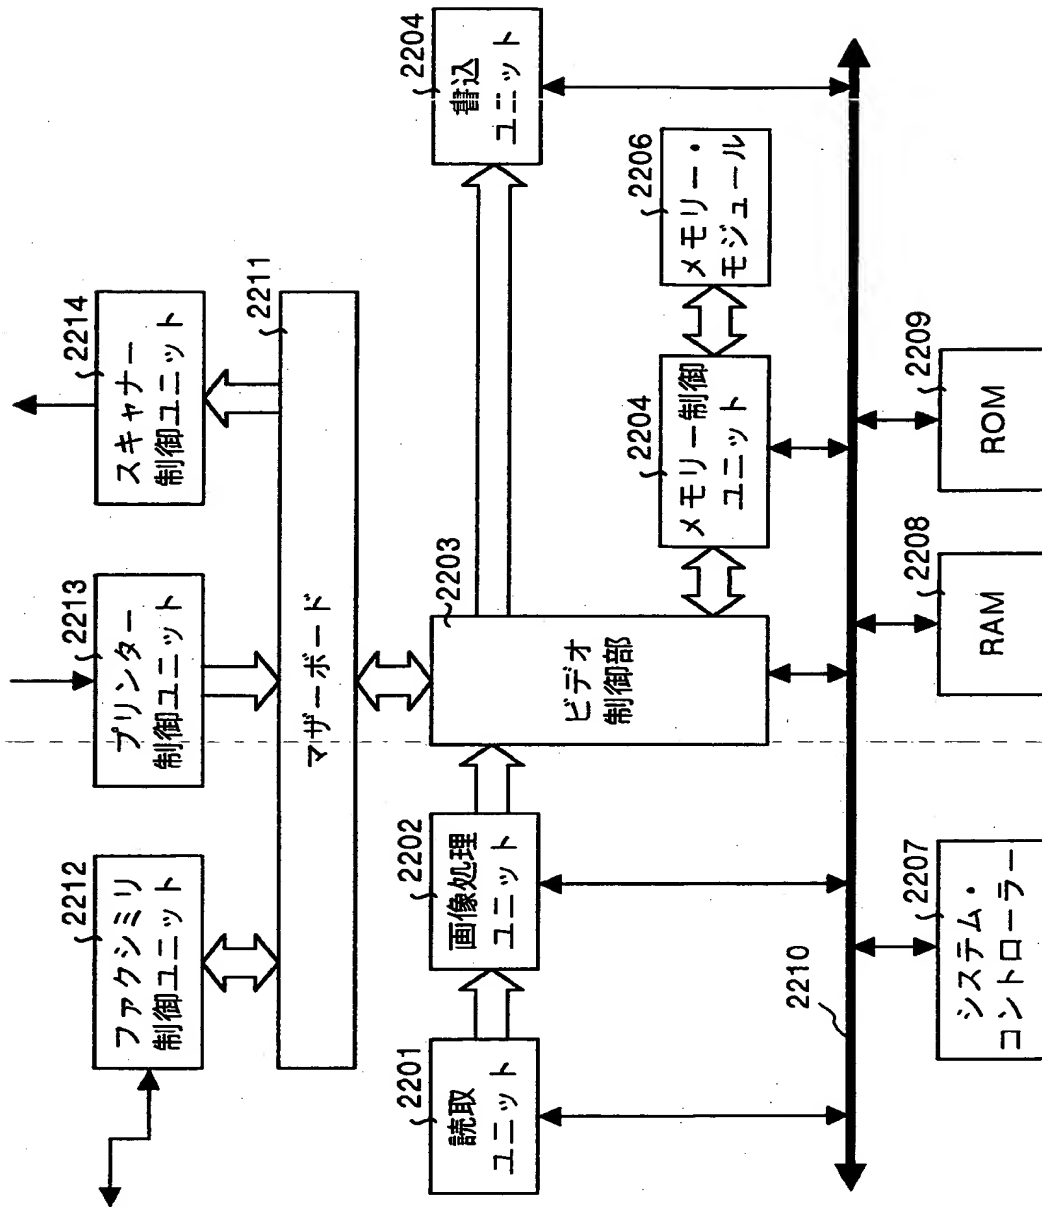 2212
ファクシミリ
制御ユニット
2213
プリンター
制御ユニット
2214
スキャナー
制御ユニット
2211
マザーボード
2201
読取
ユニット
2202
画像処理
ユニット
2203
ビデオ
制御部
2204
書込
ユニット
2204
メモリー制御
ユニット
2206
メモリー・
モジュール
2210
2207
システム・
コントローラー
2208
RAM
2209
ROM